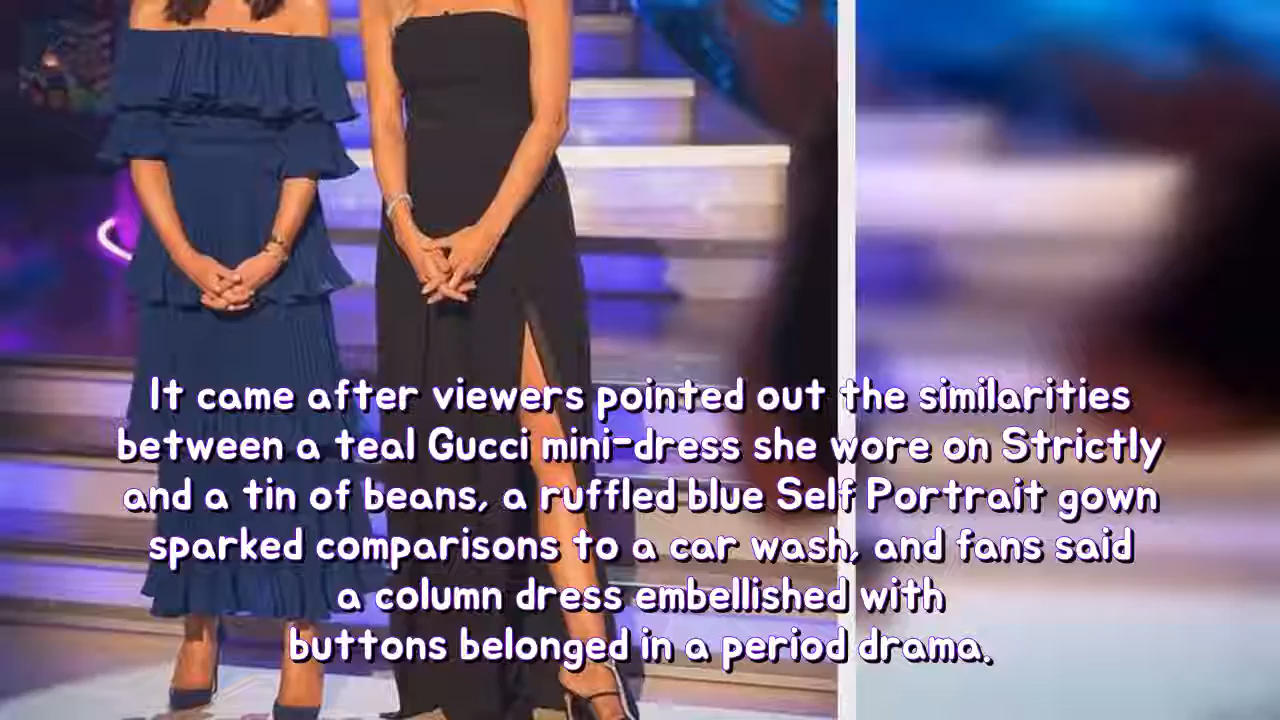 It came after viewers pointed out the similarities
between a teal Gucci mini-dress she wore on Strictly
and a tin of beans, a ruffled blue Self Portrait gown
sparked comparisons to a car wash, and fans said
a column dress embellished with
buttons belonged in a period drama.